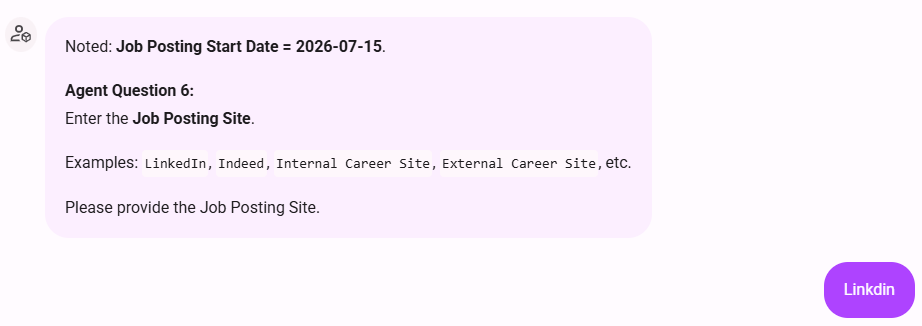 Noted: Job Posting Start Date = 2026-07-15.
Agent Question 6:
Enter the Job Posting Site.
Examples: LinkedIn, Indeed, Internal Career Site, External Career Site, etc.
Please provide the Job Posting Site.
Linkdin